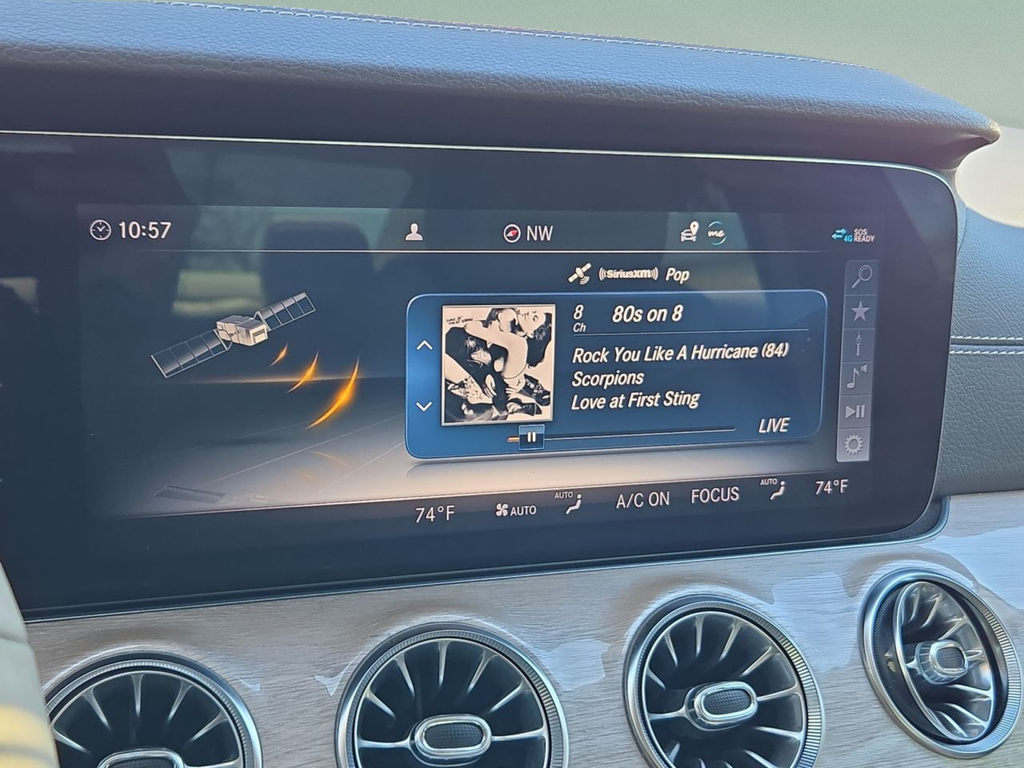 10:57
NW
me
4G
SOS
READY
((SiriusXM)) Pop
8
Ch
80s on 8
Rock You Like A Hurricane (84)
Scorpions
Love at First Sting
LIVE
74°F
AUTO
AUTO
A/C ON
FOCUS
AUTO
74°F